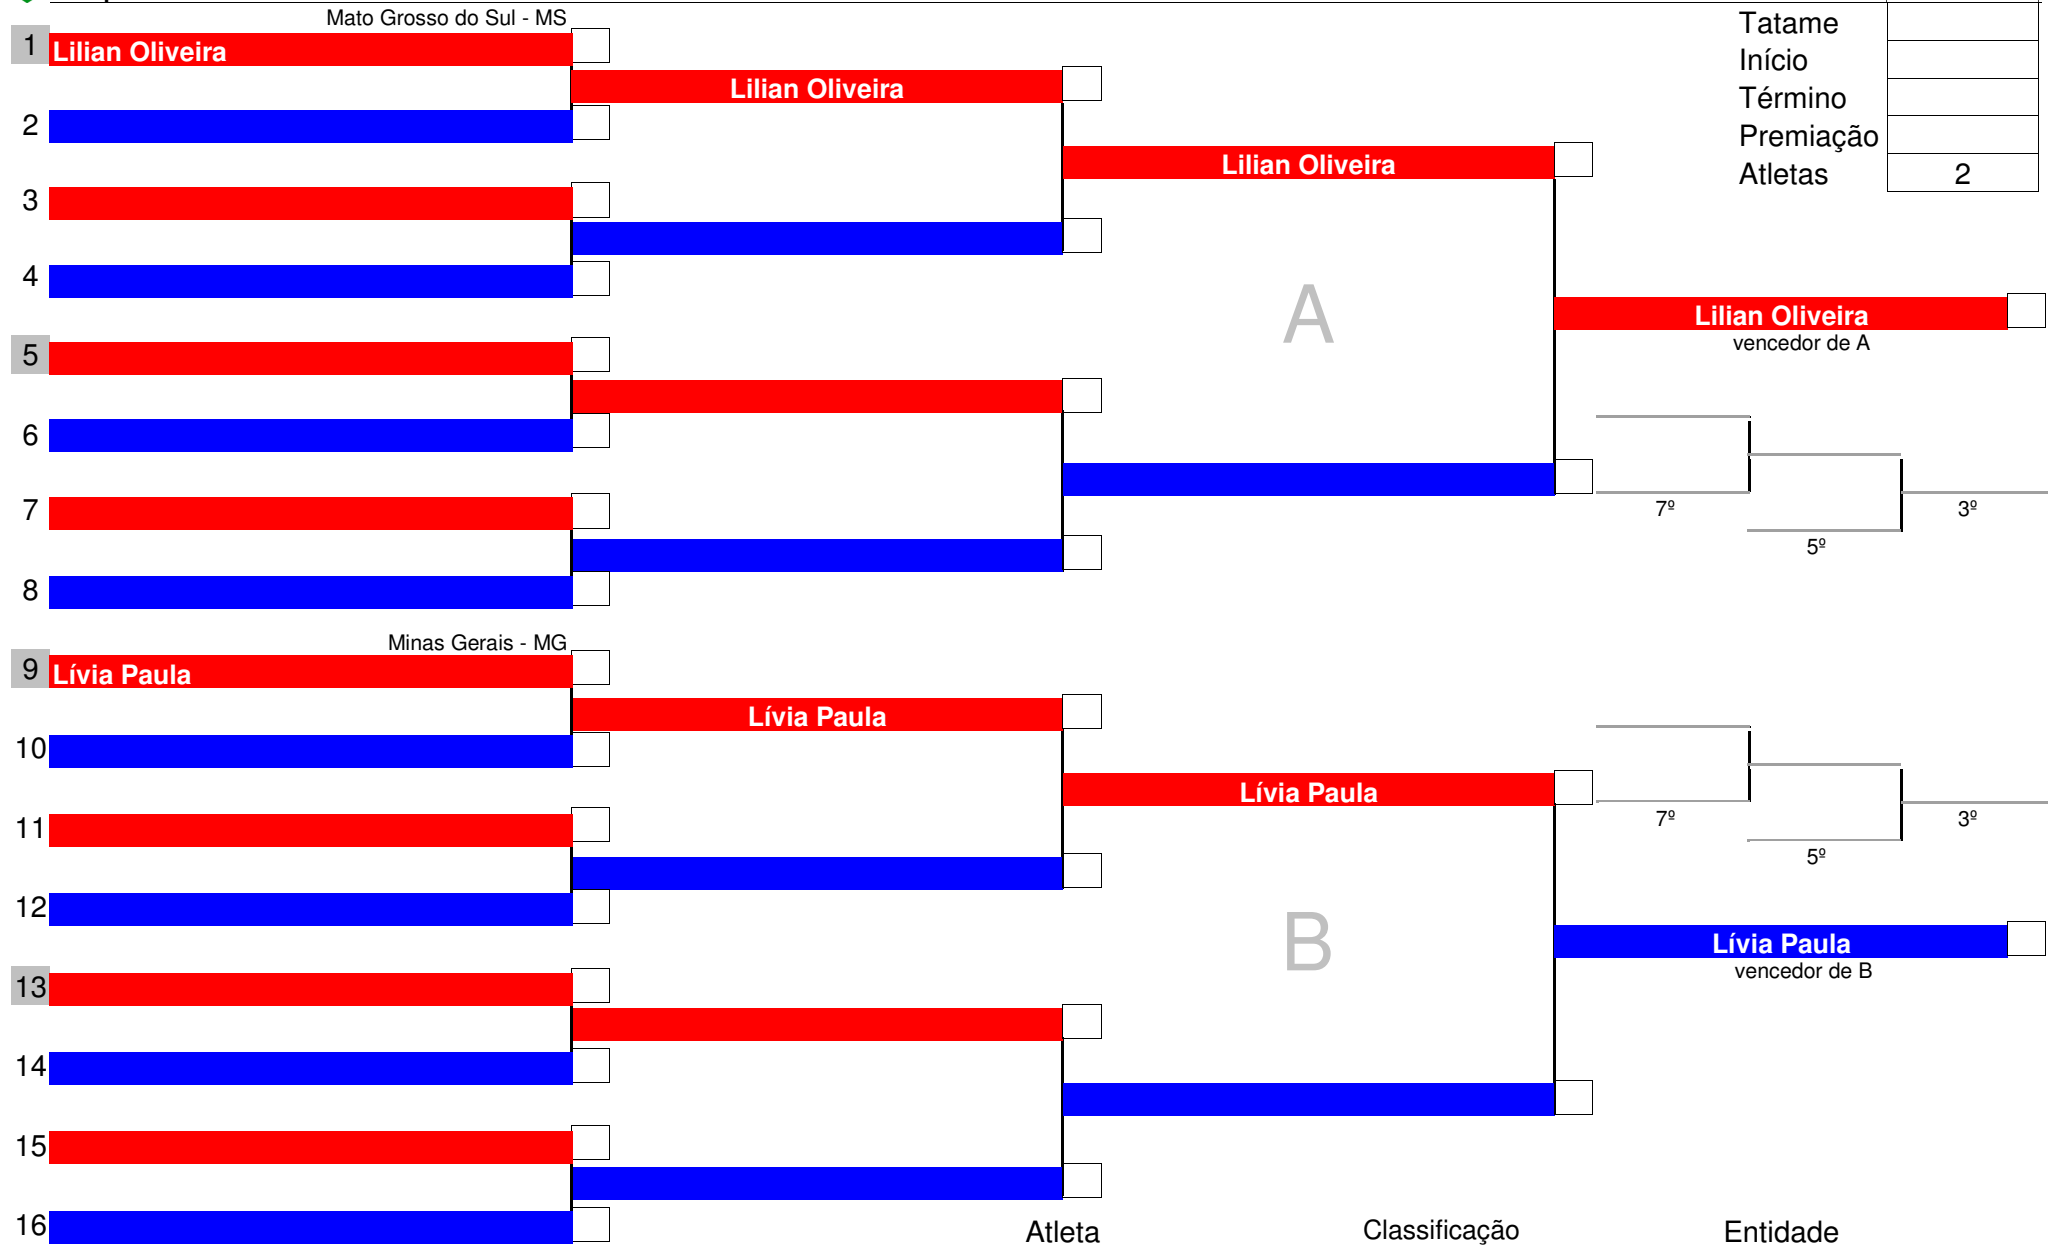 Mato Grosso do Sul - MS
Tatame
1 Lilian Oliveira
Início
Lilian Oliveira
Término
2
Premiação
Lilian Oliveira
Atletas 2
3
4
A
Lilian Oliveira
vencedor de A
5
6
7
7º
3º
5º
8
Minas Gerais - MG
9 Lívia Paula
Lívia Paula
10
Lívia Paula
11
7º
3º
5º
12
B
Lívia Paula
vencedor de B
13
14
15
16
Atleta Classificação Entidade